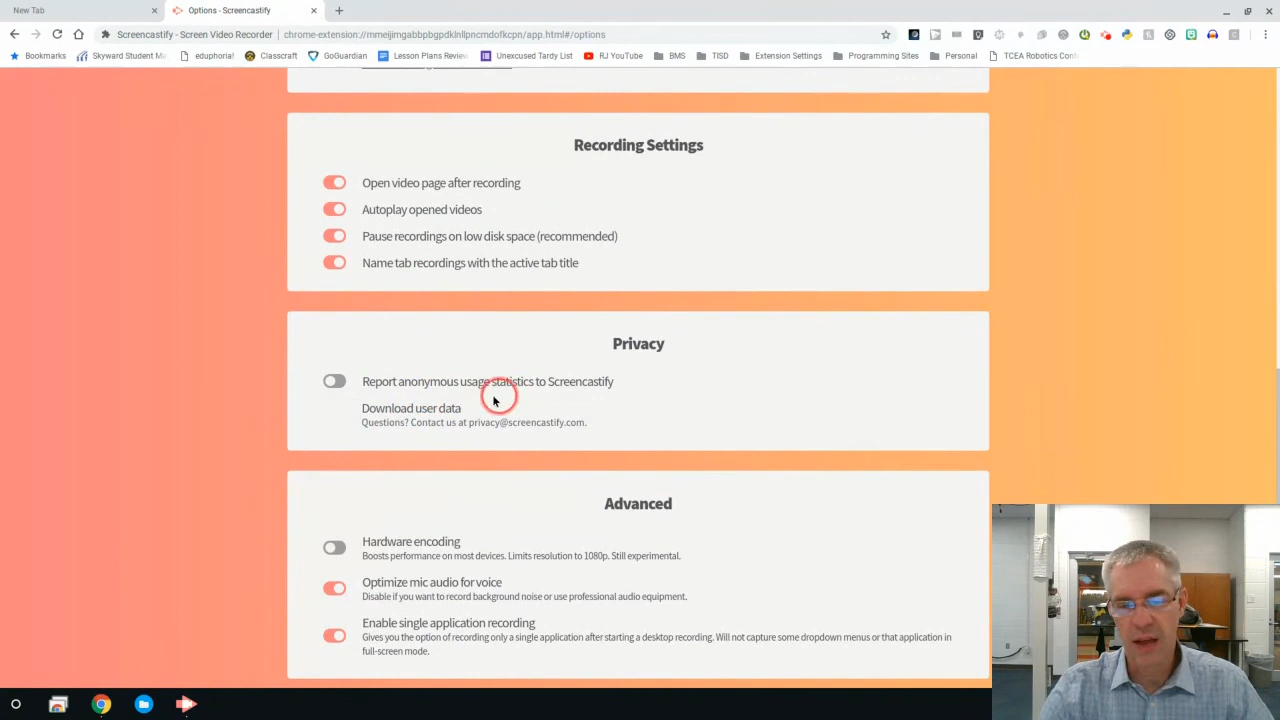 New Tab
Options - Screencastify
Screencastify - Screen Video Recorder | chrome-extension://mmeijimgabbpbgpdklnllpncmdofkcpn/app.html#/options
Bookmarks Skyward Student Ma eduphoria! Classcraft GoGuardian Lesson Plans Review Unexcused Tardy List RJ YouTube BMS TISD Extension Settings Programming Sites Personal TCEA Robotics Cont
Recording Settings
Open video page after recording
Autoplay opened videos
Pause recordings on low disk space (recommended)
Name tab recordings with the active tab title
Privacy
Report anonymous usage statistics to Screencastify
Download user data
Questions? Contact us at privacy@screencastify.com.
Advanced
Hardware encoding
Boosts performance on most devices. Limits resolution to 1080p. Still experimental.
Optimize mic audio for voice
Disable if you want to record background noise or use professional audio equipment.
Enable single application recording
Gives you the option of recording only a single application after starting a desktop recording. Will not capture some dropdown menus or that application in
full-screen mode.